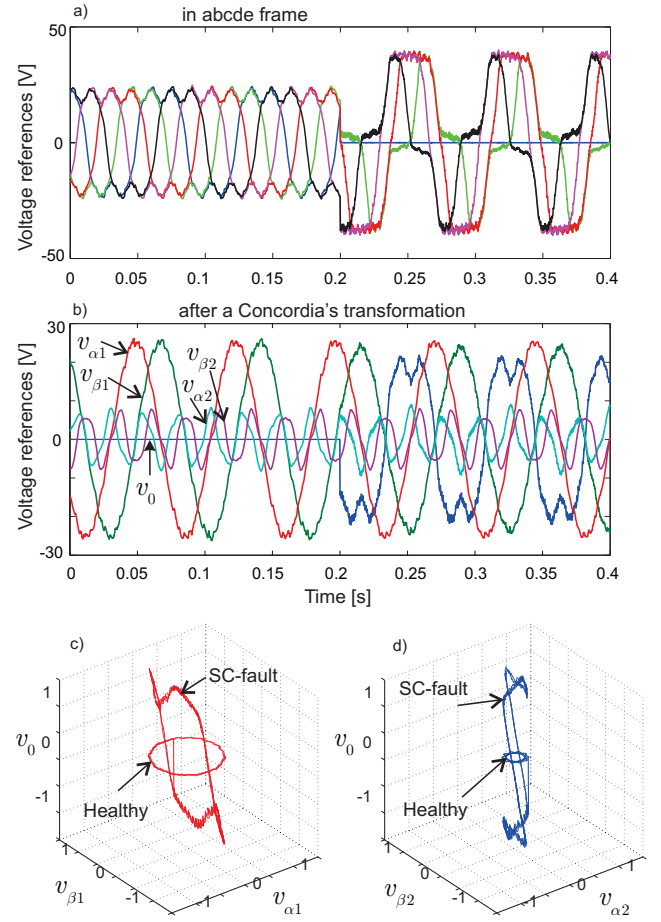 a)
in abcde frame
Voltage references [V]
50
0
-50
0 0.05 0.1 0.15 0.2 0.25 0.3 0.35 0.4
b)
after a Concordia's transformation
Voltage references [V]
30
0
-30
vα1
vβ1
vα2
vβ2
v0
0 0.05 0.1 0.15 0.2 0.25 0.3 0.35 0.4
Time [s]
c)
SC-fault
Healthy
v0
1
0
-1
vβ1
1
0
-1
vα1
-1
0
1
d)
SC-fault
Healthy
v0
1
0
-1
vβ2
1
0
-1
vα2
-1
0
1